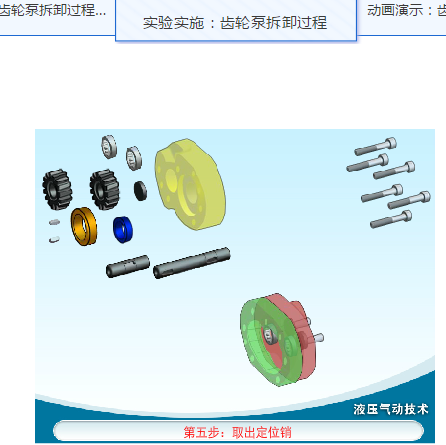 齿轮泵拆卸过程...
实验实施：齿轮泵拆卸过程
动画演示：齿
液压气动技术
第五步：取出定位销